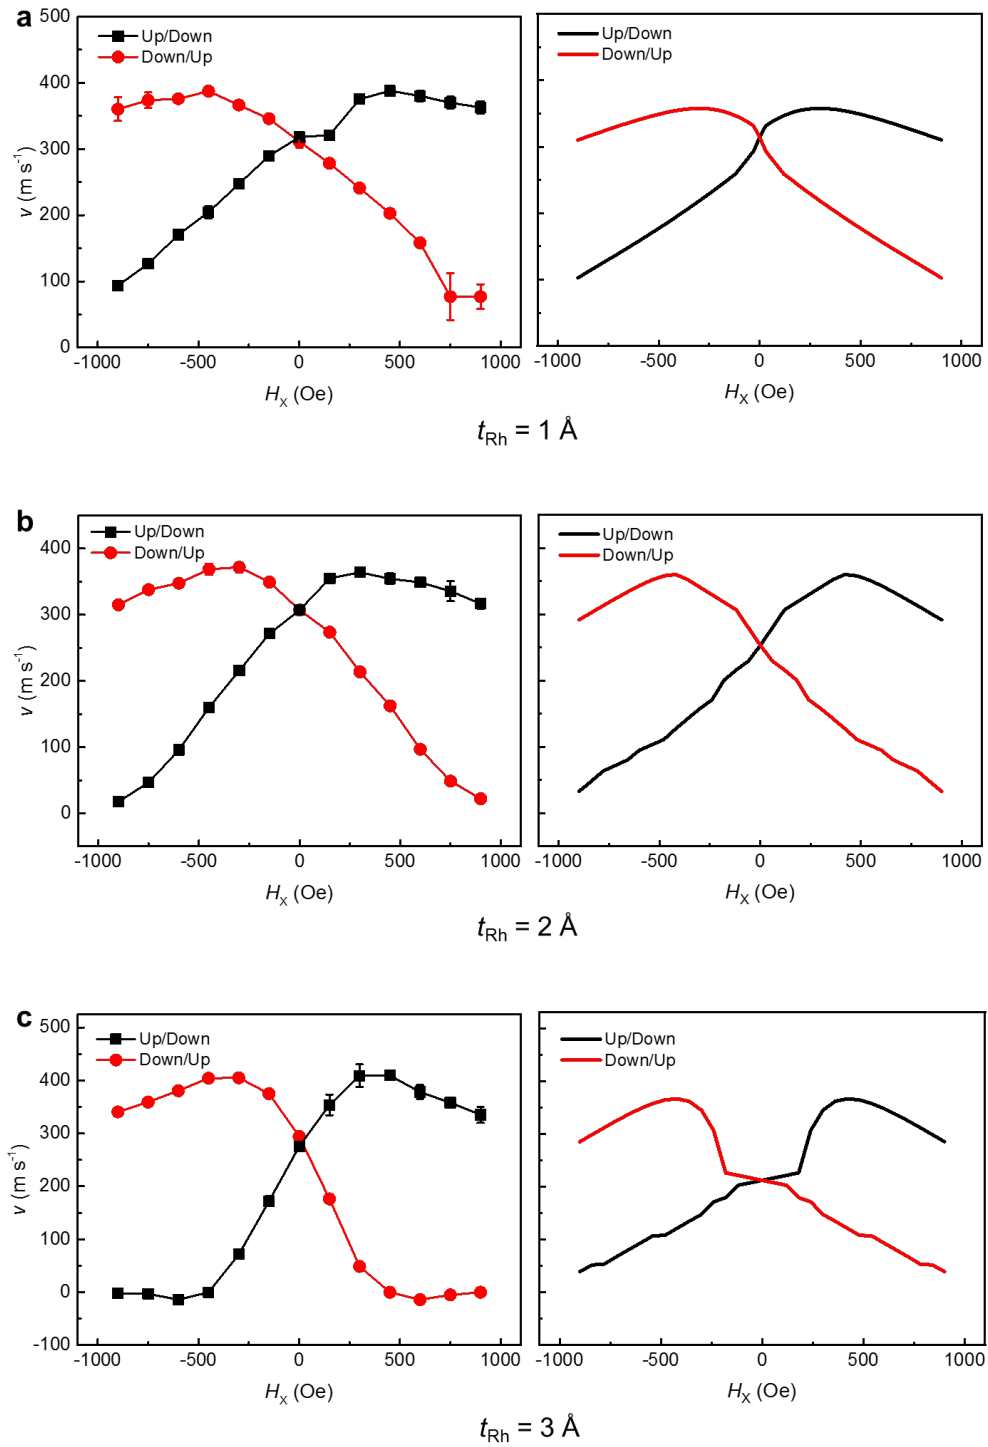 a
500
400
300
200
100
0
v (m s-1)
Up/Down
Down/Up
-1000 -500 0 500 1000
HX (Oe)
Up/Down
Down/Up
-1000 -500 0 500 1000
HX (Oe)
tRh = 1 Å
b
400
300
200
100
0
v (m s-1)
Up/Down
Down/Up
-1000 -500 0 500 1000
HX (Oe)
Up/Down
Down/Up
-1000 -500 0 500 1000
HX (Oe)
tRh = 2 Å
c
500
400
300
200
100
0
-100
v (m s-1)
Up/Down
Down/Up
-1000 -500 0 500 1000
HX (Oe)
Up/Down
Down/Up
-1000 -500 0 500 1000
HX (Oe)
tRh = 3 Å